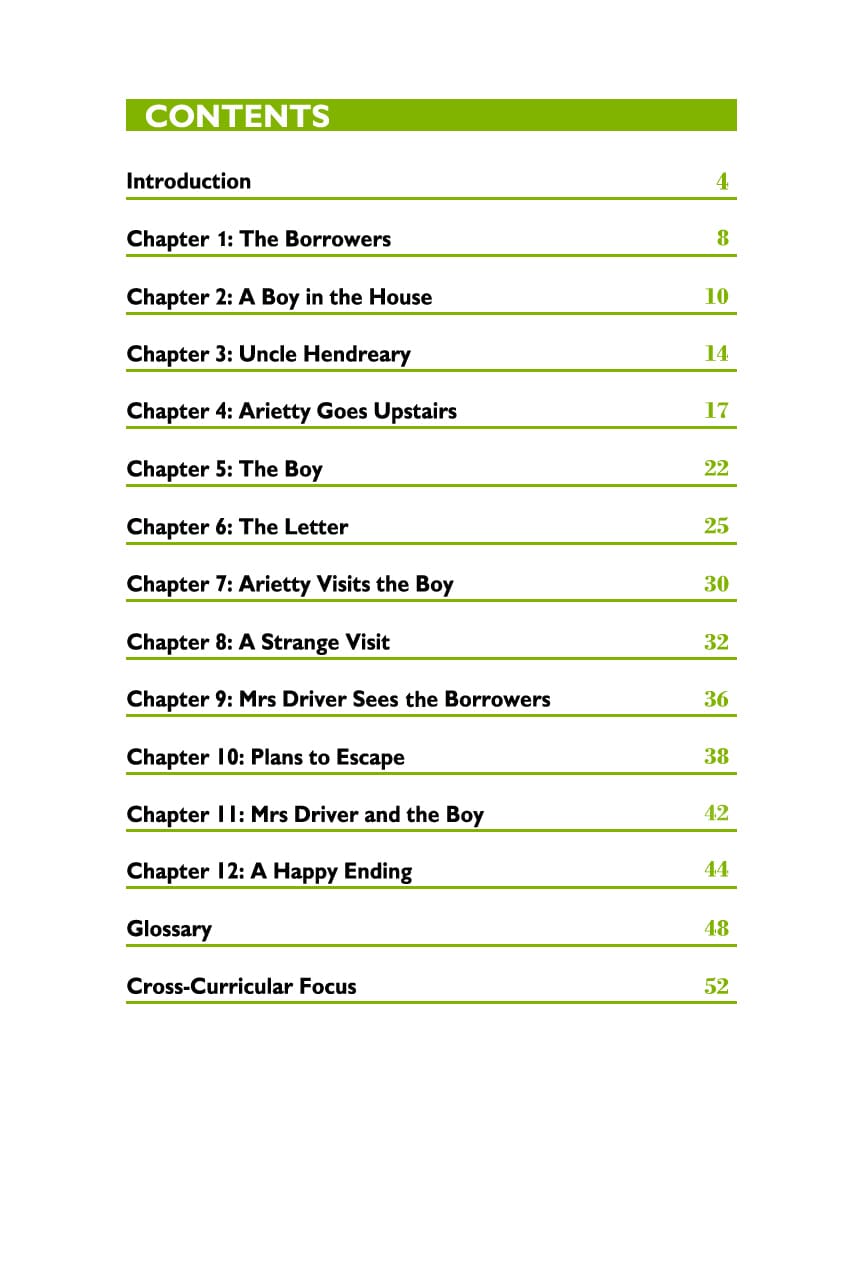 CONTENTS
Introduction 4
Chapter 1: The Borrowers 8
Chapter 2: A Boy in the House 10
Chapter 3: Uncle Hendreary 14
Chapter 4: Arietty Goes Upstairs 17
Chapter 5: The Boy 22
Chapter 6: The Letter 25
Chapter 7: Arietty Visits the Boy 30
Chapter 8: A Strange Visit 32
Chapter 9: Mrs Driver Sees the Borrowers 36
Chapter 10: Plans to Escape 38
Chapter 11: Mrs Driver and the Boy 42
Chapter 12: A Happy Ending 44
Glossary 48
Cross-Curricular Focus 52